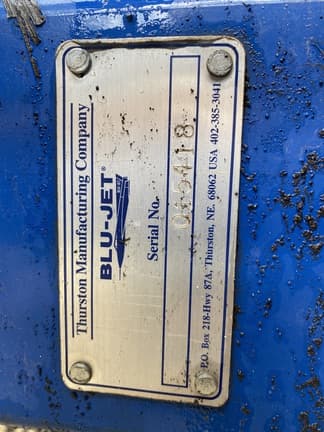 Thurston Manufacturing Company
BLU-JET®
Serial No.
P.O. Box 218-Hwy 87A, Thurston, NE. 68062 USA 402-385-3041